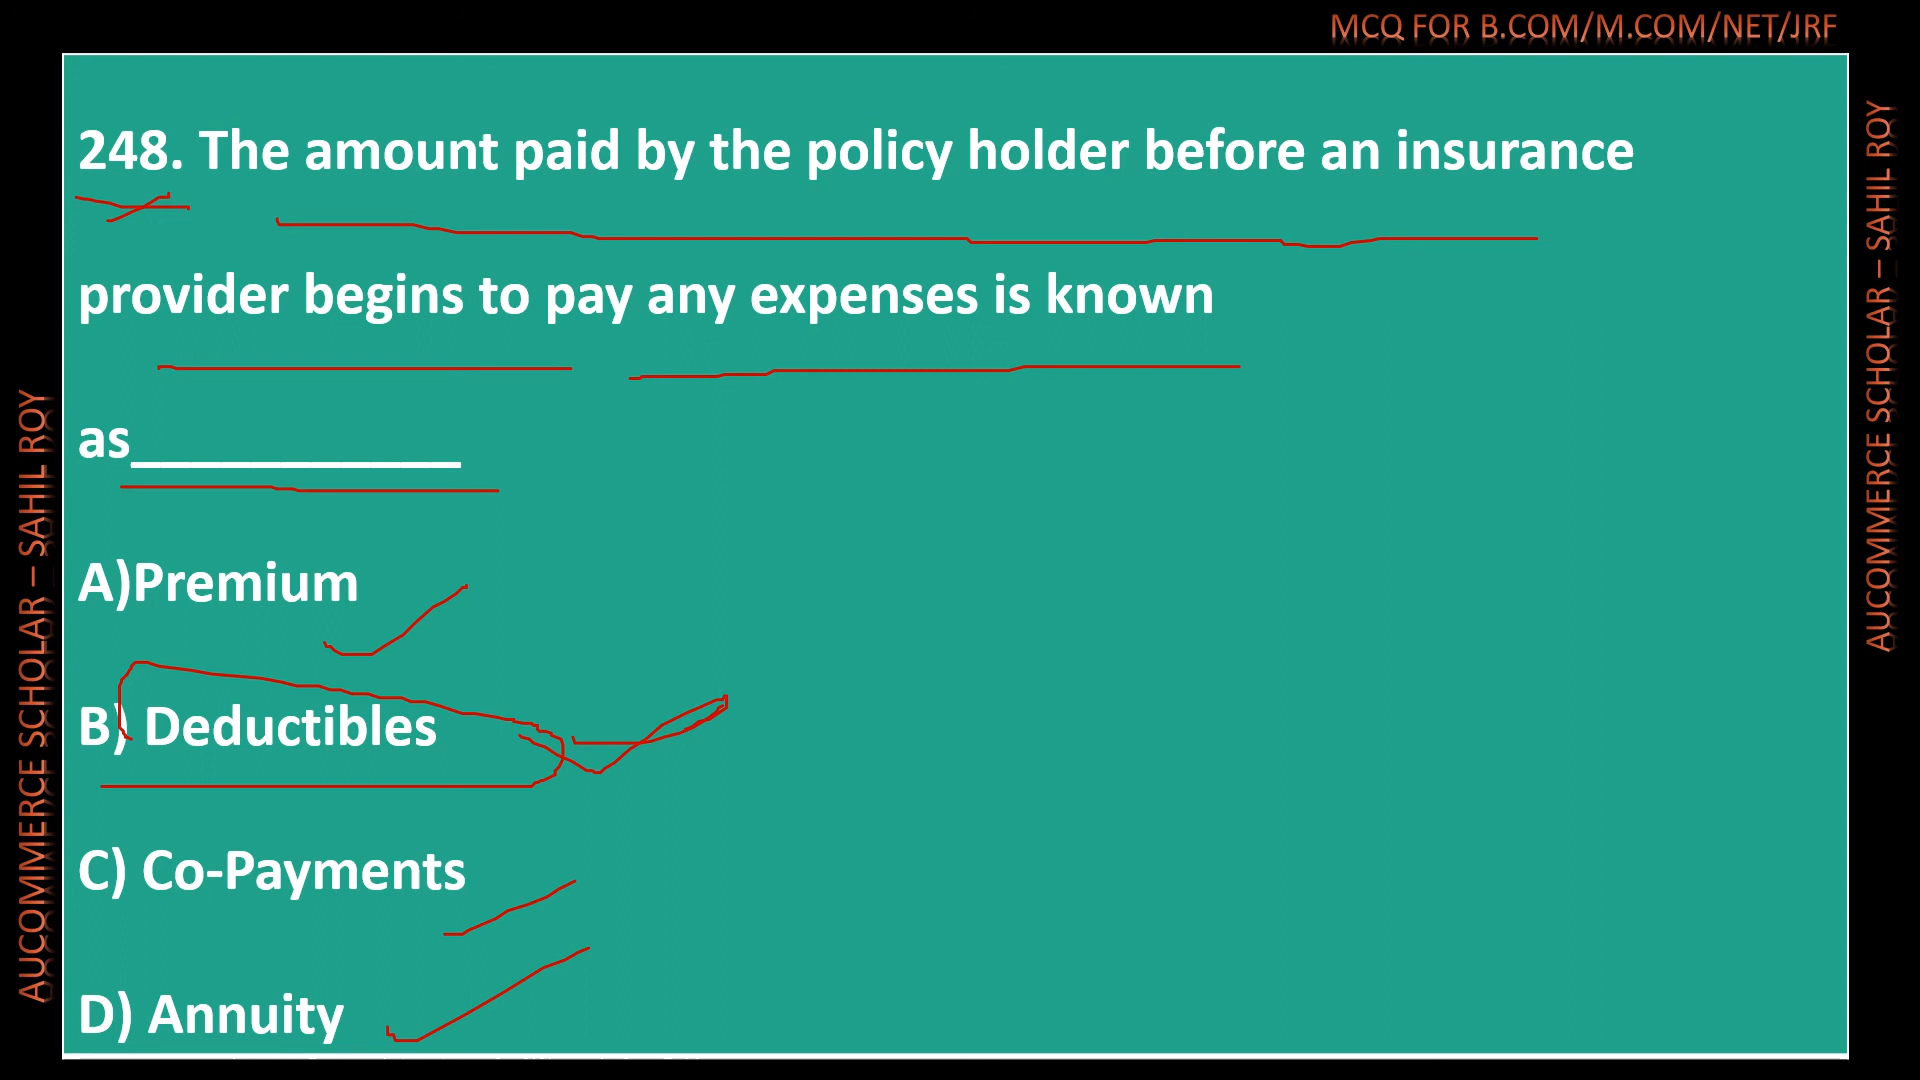 MCQ FOR B.COM/M.COM/NET/JRF
248. The amount paid by the policy holder before an insurance
provider begins to pay any expenses is known
as___________
A)Premium
B) Deductibles
C) Co-Payments
D) Annuity
AUCOMMERCE SCHOLAR – SAHIL ROY
AUCOMMERCE SCHOLAR – SAHIL ROY